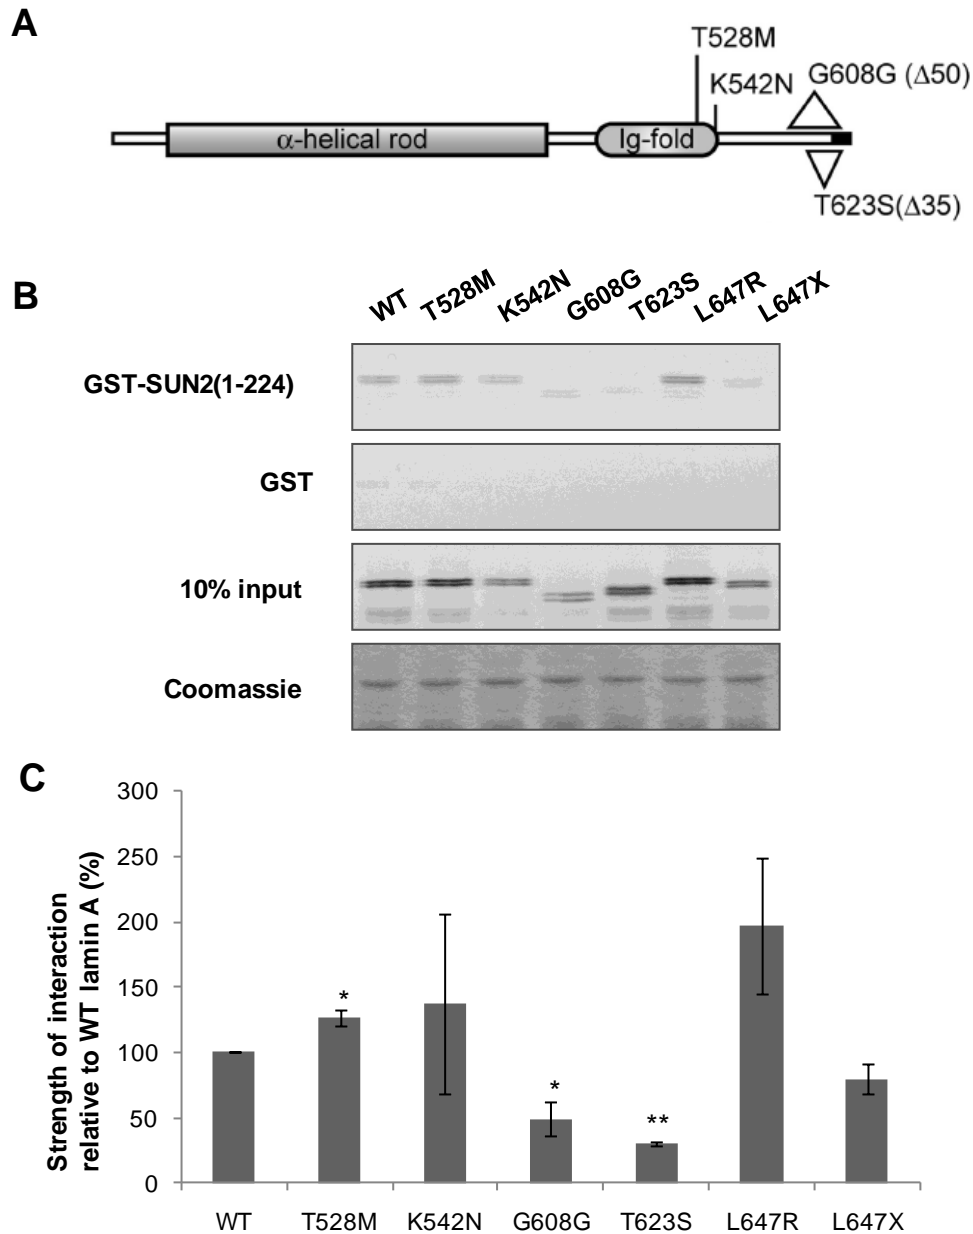 A
T528M
K542N
G608G (Δ50)
α-helical rod
Ig-fold
T623S(Δ35)
B
WT T528M K542N G608G T623S L647R L647X
GST-SUN2(1-224)
GST
10% input
Coomassie
C
Strength of interaction
relative to WT lamin A (%)
300
250
200
150
100
50
0
*
*
**
WT T528M K542N G608G T623S L647R L647X